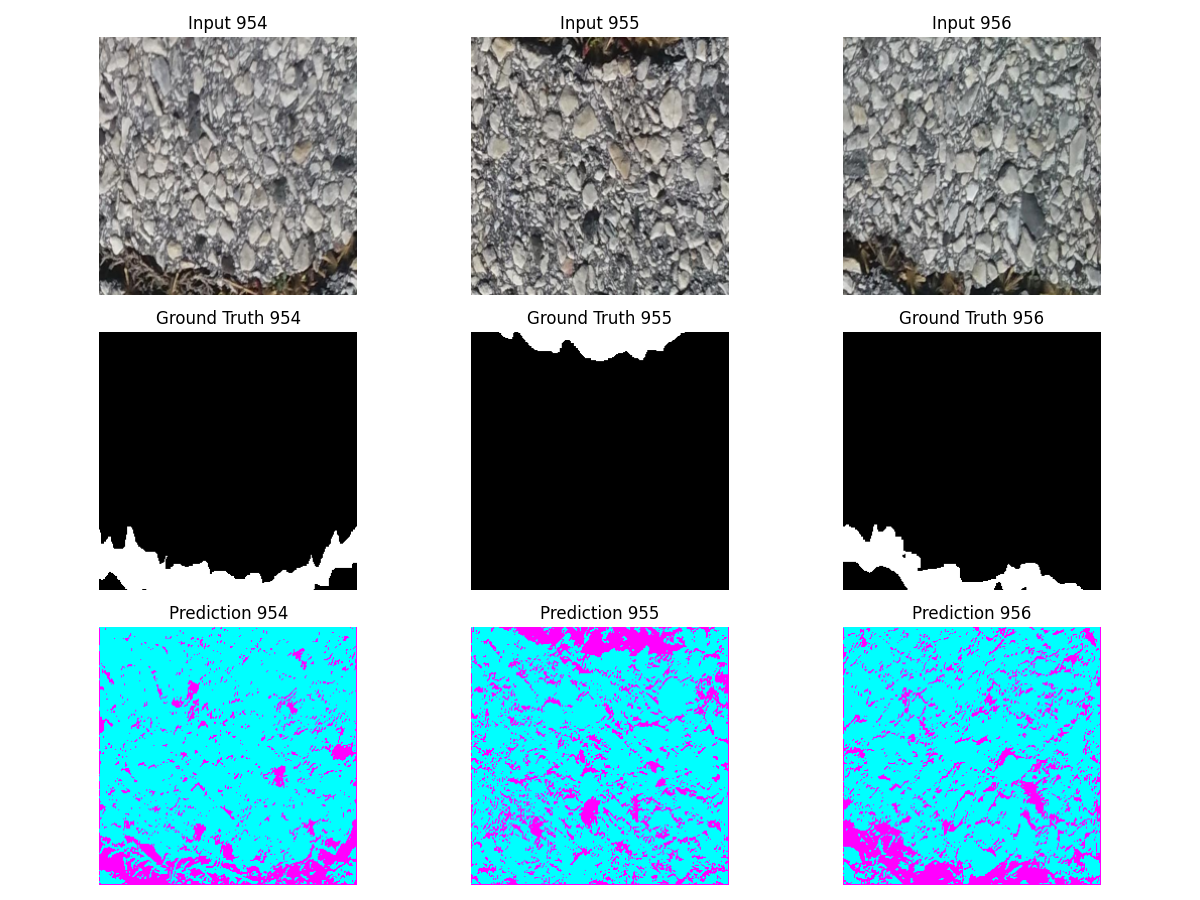 Input 954
Input 955
Input 956
Ground Truth 954
Ground Truth 955
Ground Truth 956
Prediction 954
Prediction 955
Prediction 956